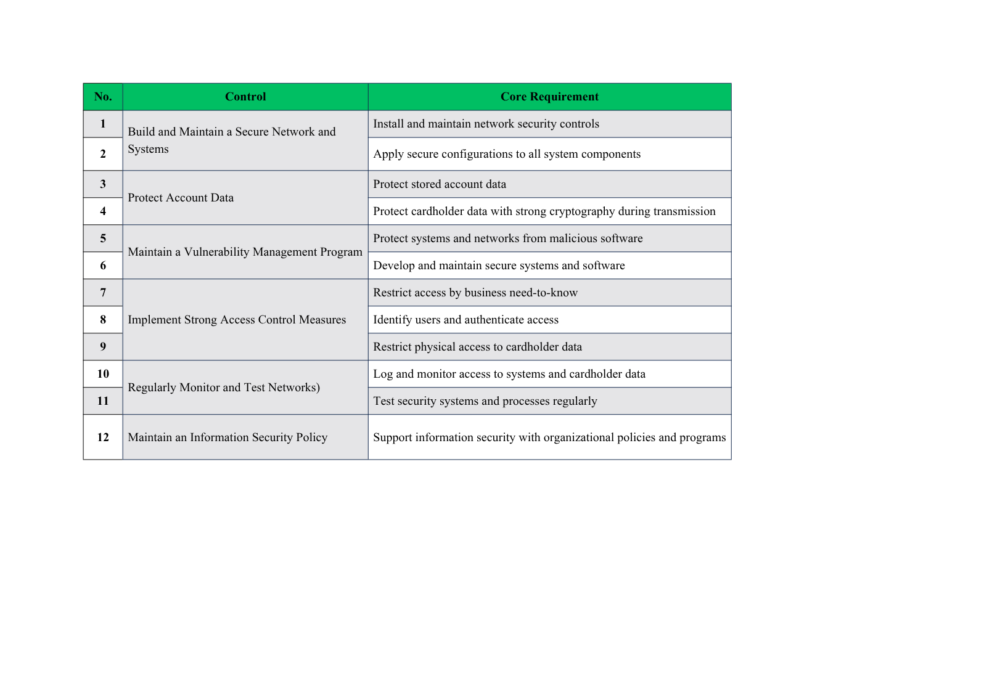 No. Control Core Requirement
1 Build and Maintain a Secure Network and Systems Install and maintain network security controls
2 Apply secure configurations to all system components
3 Protect Account Data Protect stored account data
4 Protect cardholder data with strong cryptography during transmission
5 Maintain a Vulnerability Management Program Protect systems and networks from malicious software
6 Develop and maintain secure systems and software
7 Implement Strong Access Control Measures Restrict access by business need-to-know
8 Identify users and authenticate access
9 Restrict physical access to cardholder data
10 Regularly Monitor and Test Networks) Log and monitor access to systems and cardholder data
11 Test security systems and processes regularly
12 Maintain an Information Security Policy Support information security with organizational policies and programs